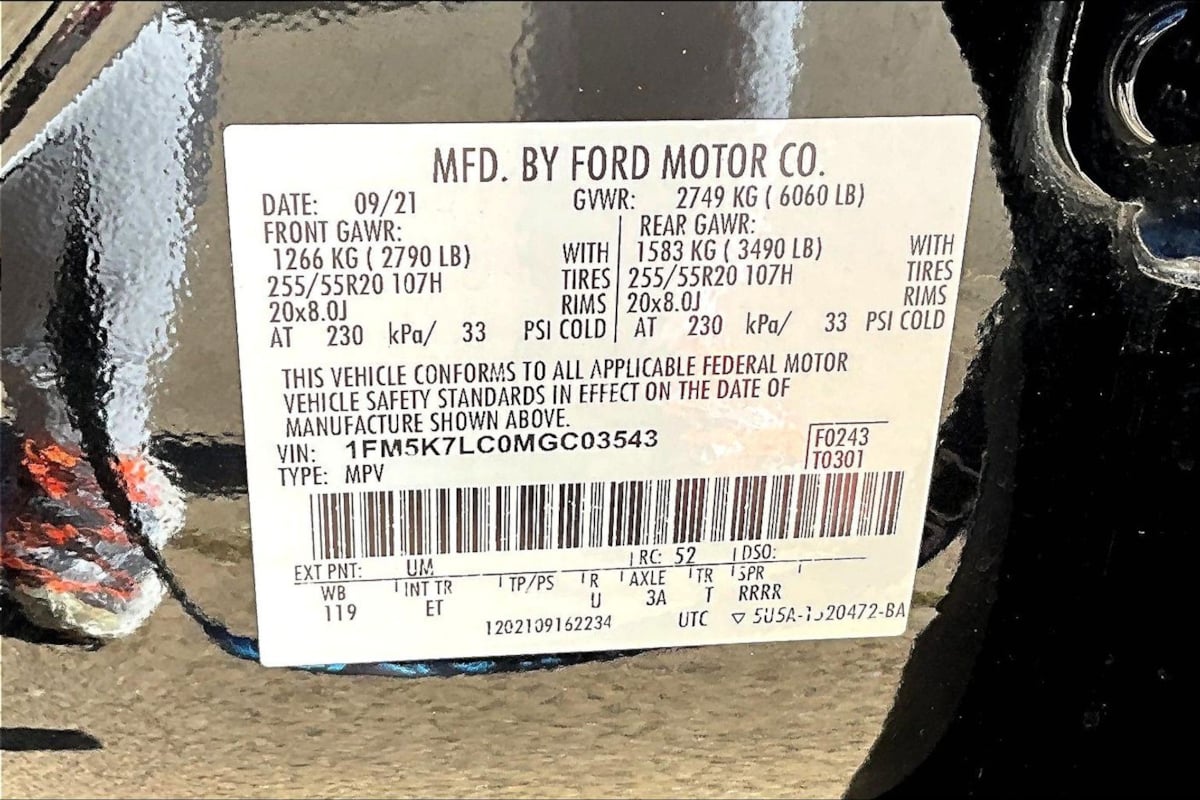 MFD. BY FORD MOTOR CO.
DATE: 09/21 GVWR: 2749 KG ( 6060 LB)
FRONT GAWR: REAR GAWR:
1266 KG ( 2790 LB) WITH 1583 KG ( 3490 LB) WITH
255/55R20 107H TIRES 255/55R20 107H TIRES
20x8.0J RIMS 20x8.0J RIMS
AT 230 kPa/ 33 PSI COLD AT 230 kPa/ 33 PSI COLD
THIS VEHICLE CONFORMS TO ALL APPLICABLE FEDERAL MOTOR
VEHICLE SAFETY STANDARDS IN EFFECT ON THE DATE OF
MANUFACTURE SHOWN ABOVE.
VIN: 1FM5K7LC0MGC03543 F0243
TYPE: MPV T0301
EXT PNT: UM RC: 52 DSO:
WB INT TR TP/PS R AXLE TR SPR
119 ET U 3A T RRRR
1202109162234 UTC ▽ 5U5A-1520472-BA